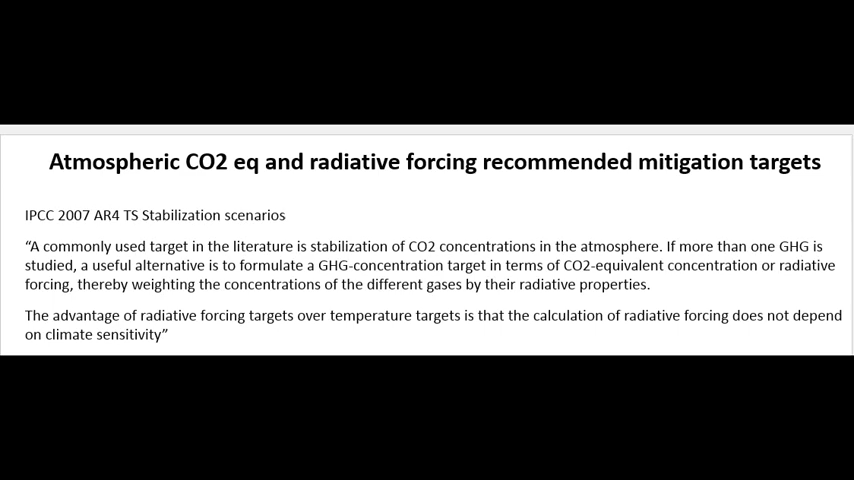 Atmospheric CO2 eq and radiative forcing recommended mitigation targets
IPCC 2007 AR4 TS Stabilization scenarios
“A commonly used target in the literature is stabilization of CO2 concentrations in the atmosphere. If more than one GHG is
studied, a useful alternative is to formulate a GHG-concentration target in terms of CO2-equivalent concentration or radiative
forcing, thereby weighting the concentrations of the different gases by their radiative properties.
The advantage of radiative forcing targets over temperature targets is that the calculation of radiative forcing does not depend
on climate sensitivity”